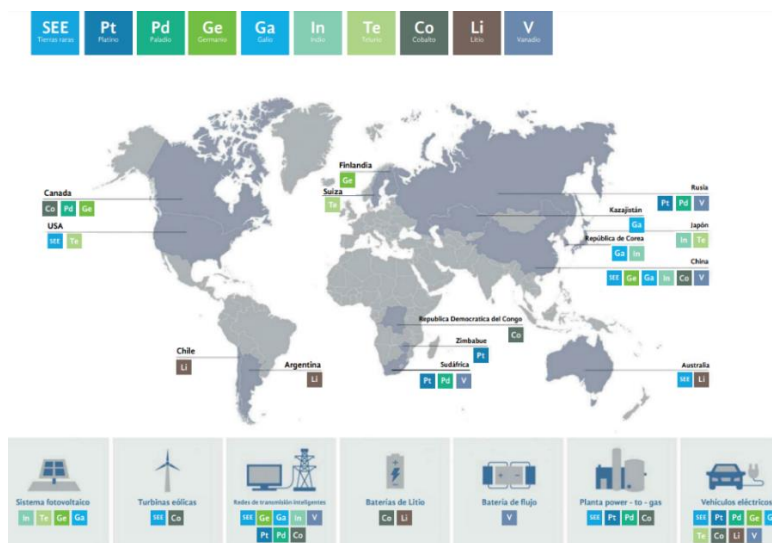 SEE Pt Pd Ge Ga In Te Co Li V
Tierras raras Platino Paladio Germanio Galio Indio Teluro Cobalto Litio Vanadio
Finlandia
Ge
Suiza
Te
Canada
Co Pd Ge
USA
SEE Te
Rusia
Pt Pd V
Kazajistán
Ga
Japón
In Te
República de Corea
Ga In
China
SEE Ge Ga In Co V
Republica Democratica del Congo
Co
Zimbabue
Pt
Sudáfrica
Pt Pd V
Chile
Li
Argentina
Li
Australia
SEE Li
Sistema fotovoltaico
In Te Ge Ga
Turbinas eólicas
SEE Co
Redes de transmisión inteligentes
SEE Ge Ga In V
Pt Pd Co
Baterías de Litio
Co Li
Batería de flujo
V
Planta power - to - gas
SEE Pt Pd Co
Vehículos eléctricos
SEE Pt Pd Ge G
Te Co Li V